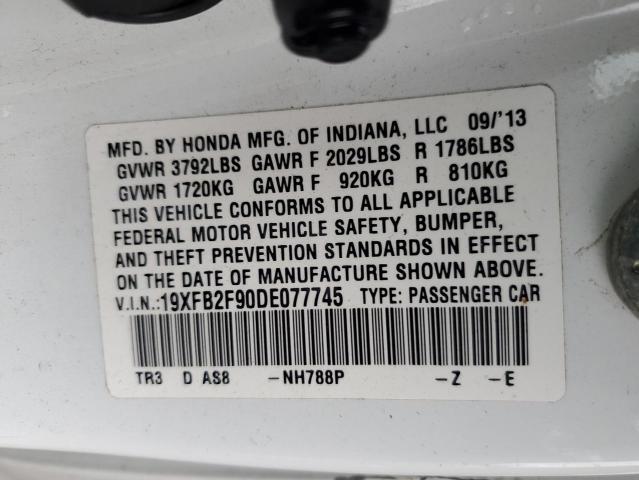 MFD. BY HONDA MFG. OF INDIANA, LLC 09/'13
GVWR 3792LBS GAWR F 2029LBS R 1786LBS
GVWR 1720KG GAWR F 920KG R 810KG
THIS VEHICLE CONFORMS TO ALL APPLICABLE
FEDERAL MOTOR VEHICLE SAFETY, BUMPER,
AND THEFT PREVENTION STANDARDS IN EFFECT
ON THE DATE OF MANUFACTURE SHOWN ABOVE.
V.I.N.:19XFB2F90DE077745 TYPE: PASSENGER CAR
TR3 D AS8 -NH788P -Z -E